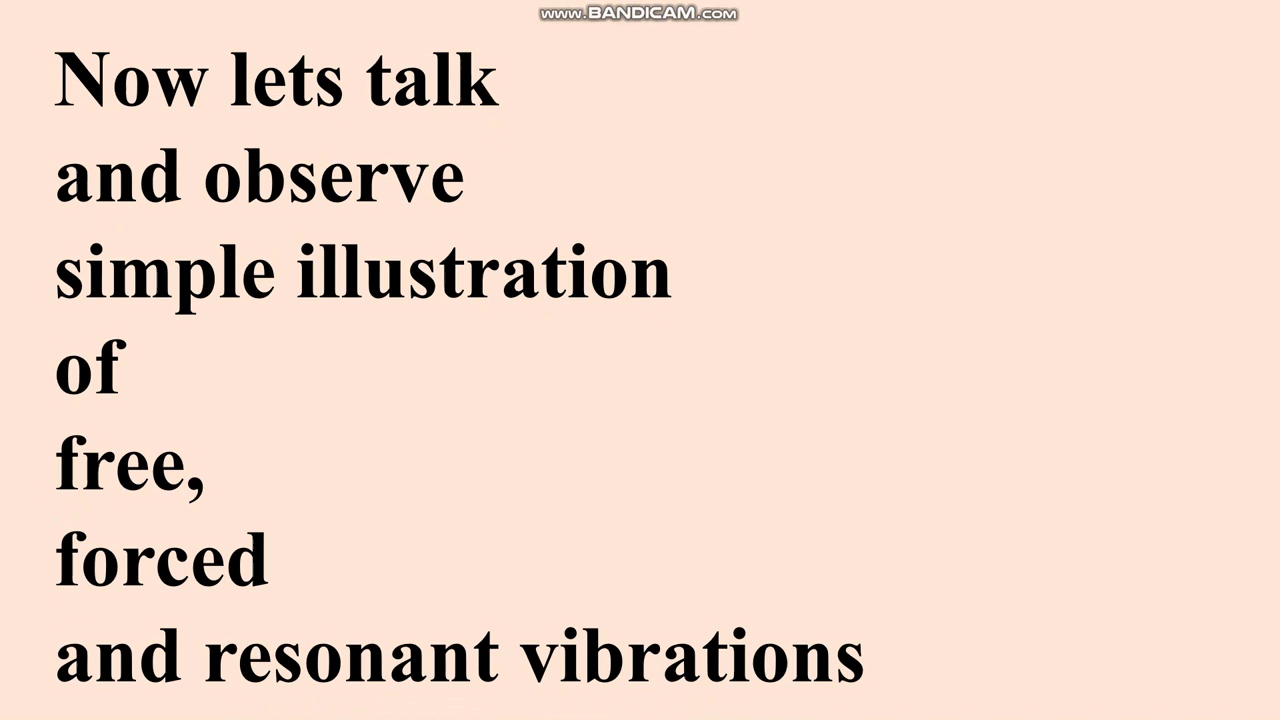 www.BANDICAM.com
Now lets talk
and observe
simple illustration
of
free,
forced
and resonant vibrations